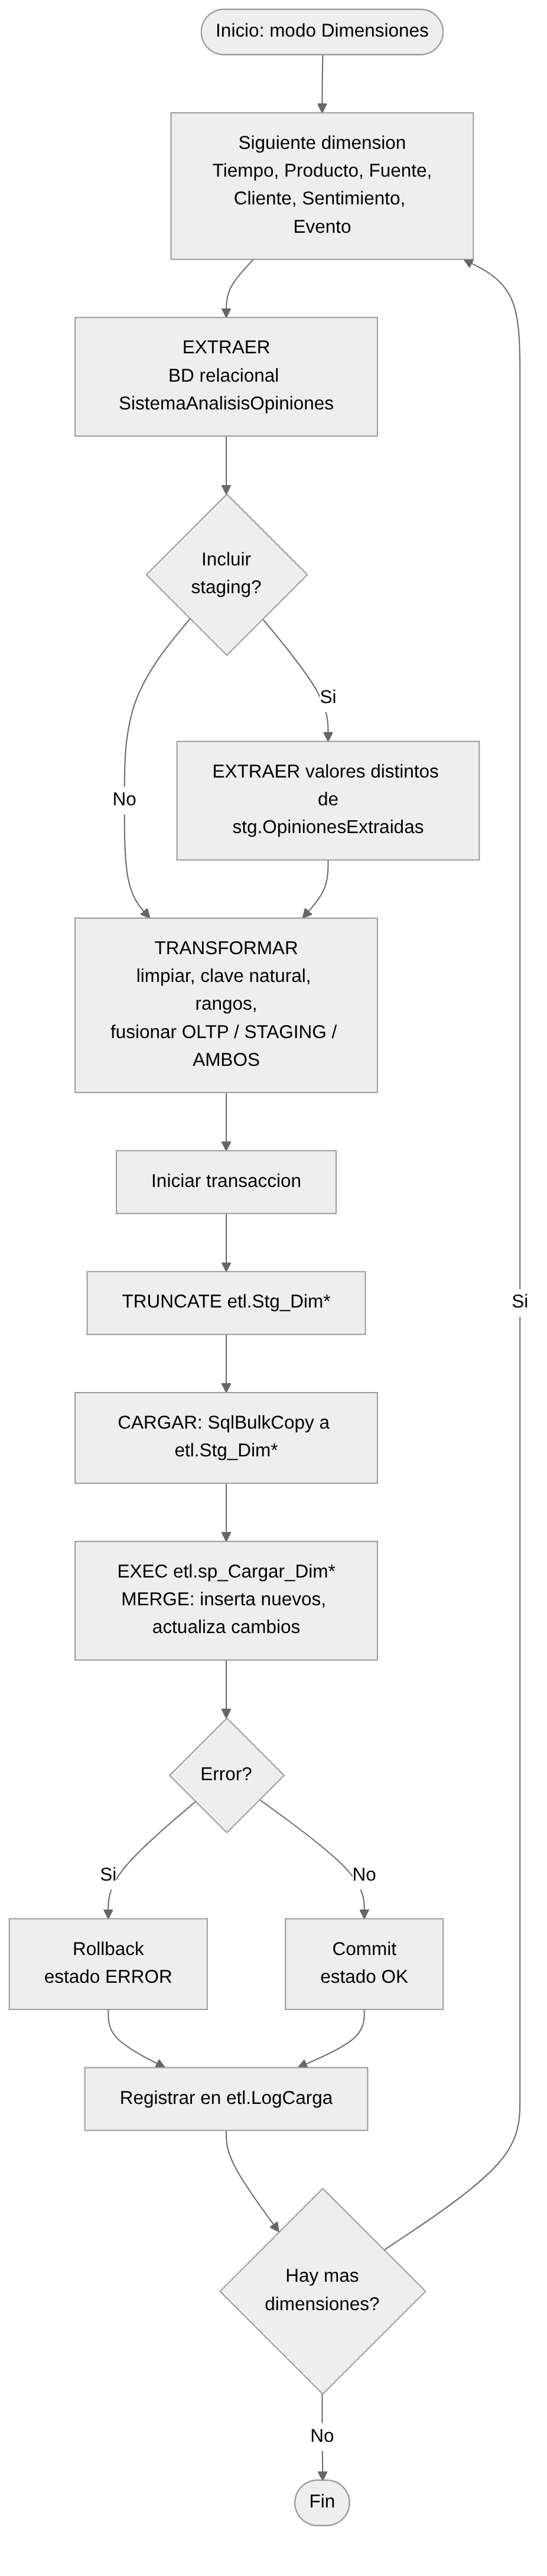 Inicio: modo Dimensiones
Siguiente dimension
Tiempo, Producto, Fuente,
Cliente, Sentimiento,
Evento
EXTRAER
BD relacional
SistemaAnalisisOpiniones
Incluir
staging?
Si
No
EXTRAER valores distintos
de
stg.OpinionesExtraidas
TRANSFORMAR
limpiar, clave natural,
rangos,
fusionar OLTP / STAGING /
AMBOS
Iniciar transaccion
TRUNCATE etl.Stg_Dim*
Si
CARGAR: SqlBulkCopy a
etl.Stg_Dim*
EXEC etl.sp_Cargar_Dim*
MERGE: inserta nuevos,
actualiza cambios
Error?
Si
No
Rollback
estado ERROR
Commit
estado OK
Registrar en etl.LogCarga
Hay mas
dimensiones?
No
Fin